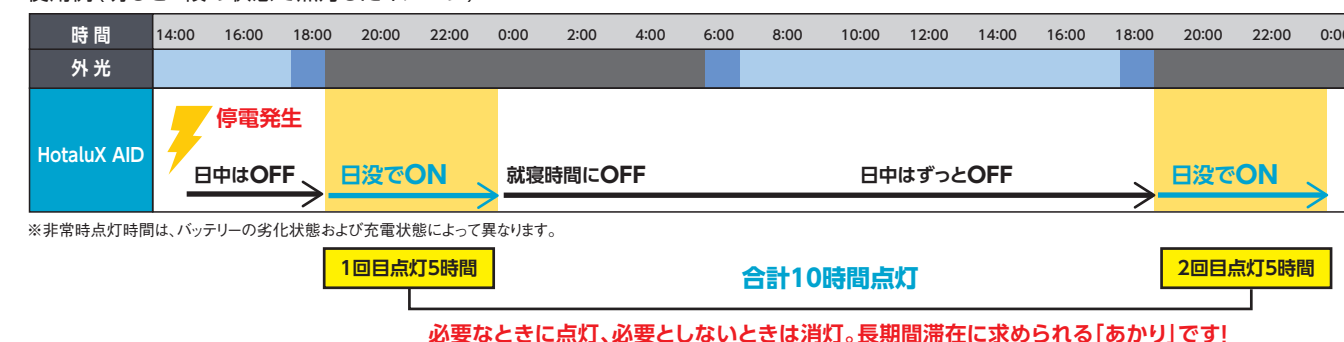 時間 14:00 16:00 18:00 20:00 22:00 0:00 2:00 4:00 6:00 8:00 10:00 12:00 14:00 16:00 18:00 20:00 22:00
外光
停電発生
HotaluX AID
日中はOFF 日没でON 就寝時間にOFF 日中はずっとOFF 日没でON
※非常時点灯時間は、バッテリーの劣化状態および充電状態によって異なります。
1回目点灯5時間 合計10時間点灯 2回目点灯5時間
必要なときに点灯、必要としないときは消灯。長期間滞在に求められる「あかり」です!